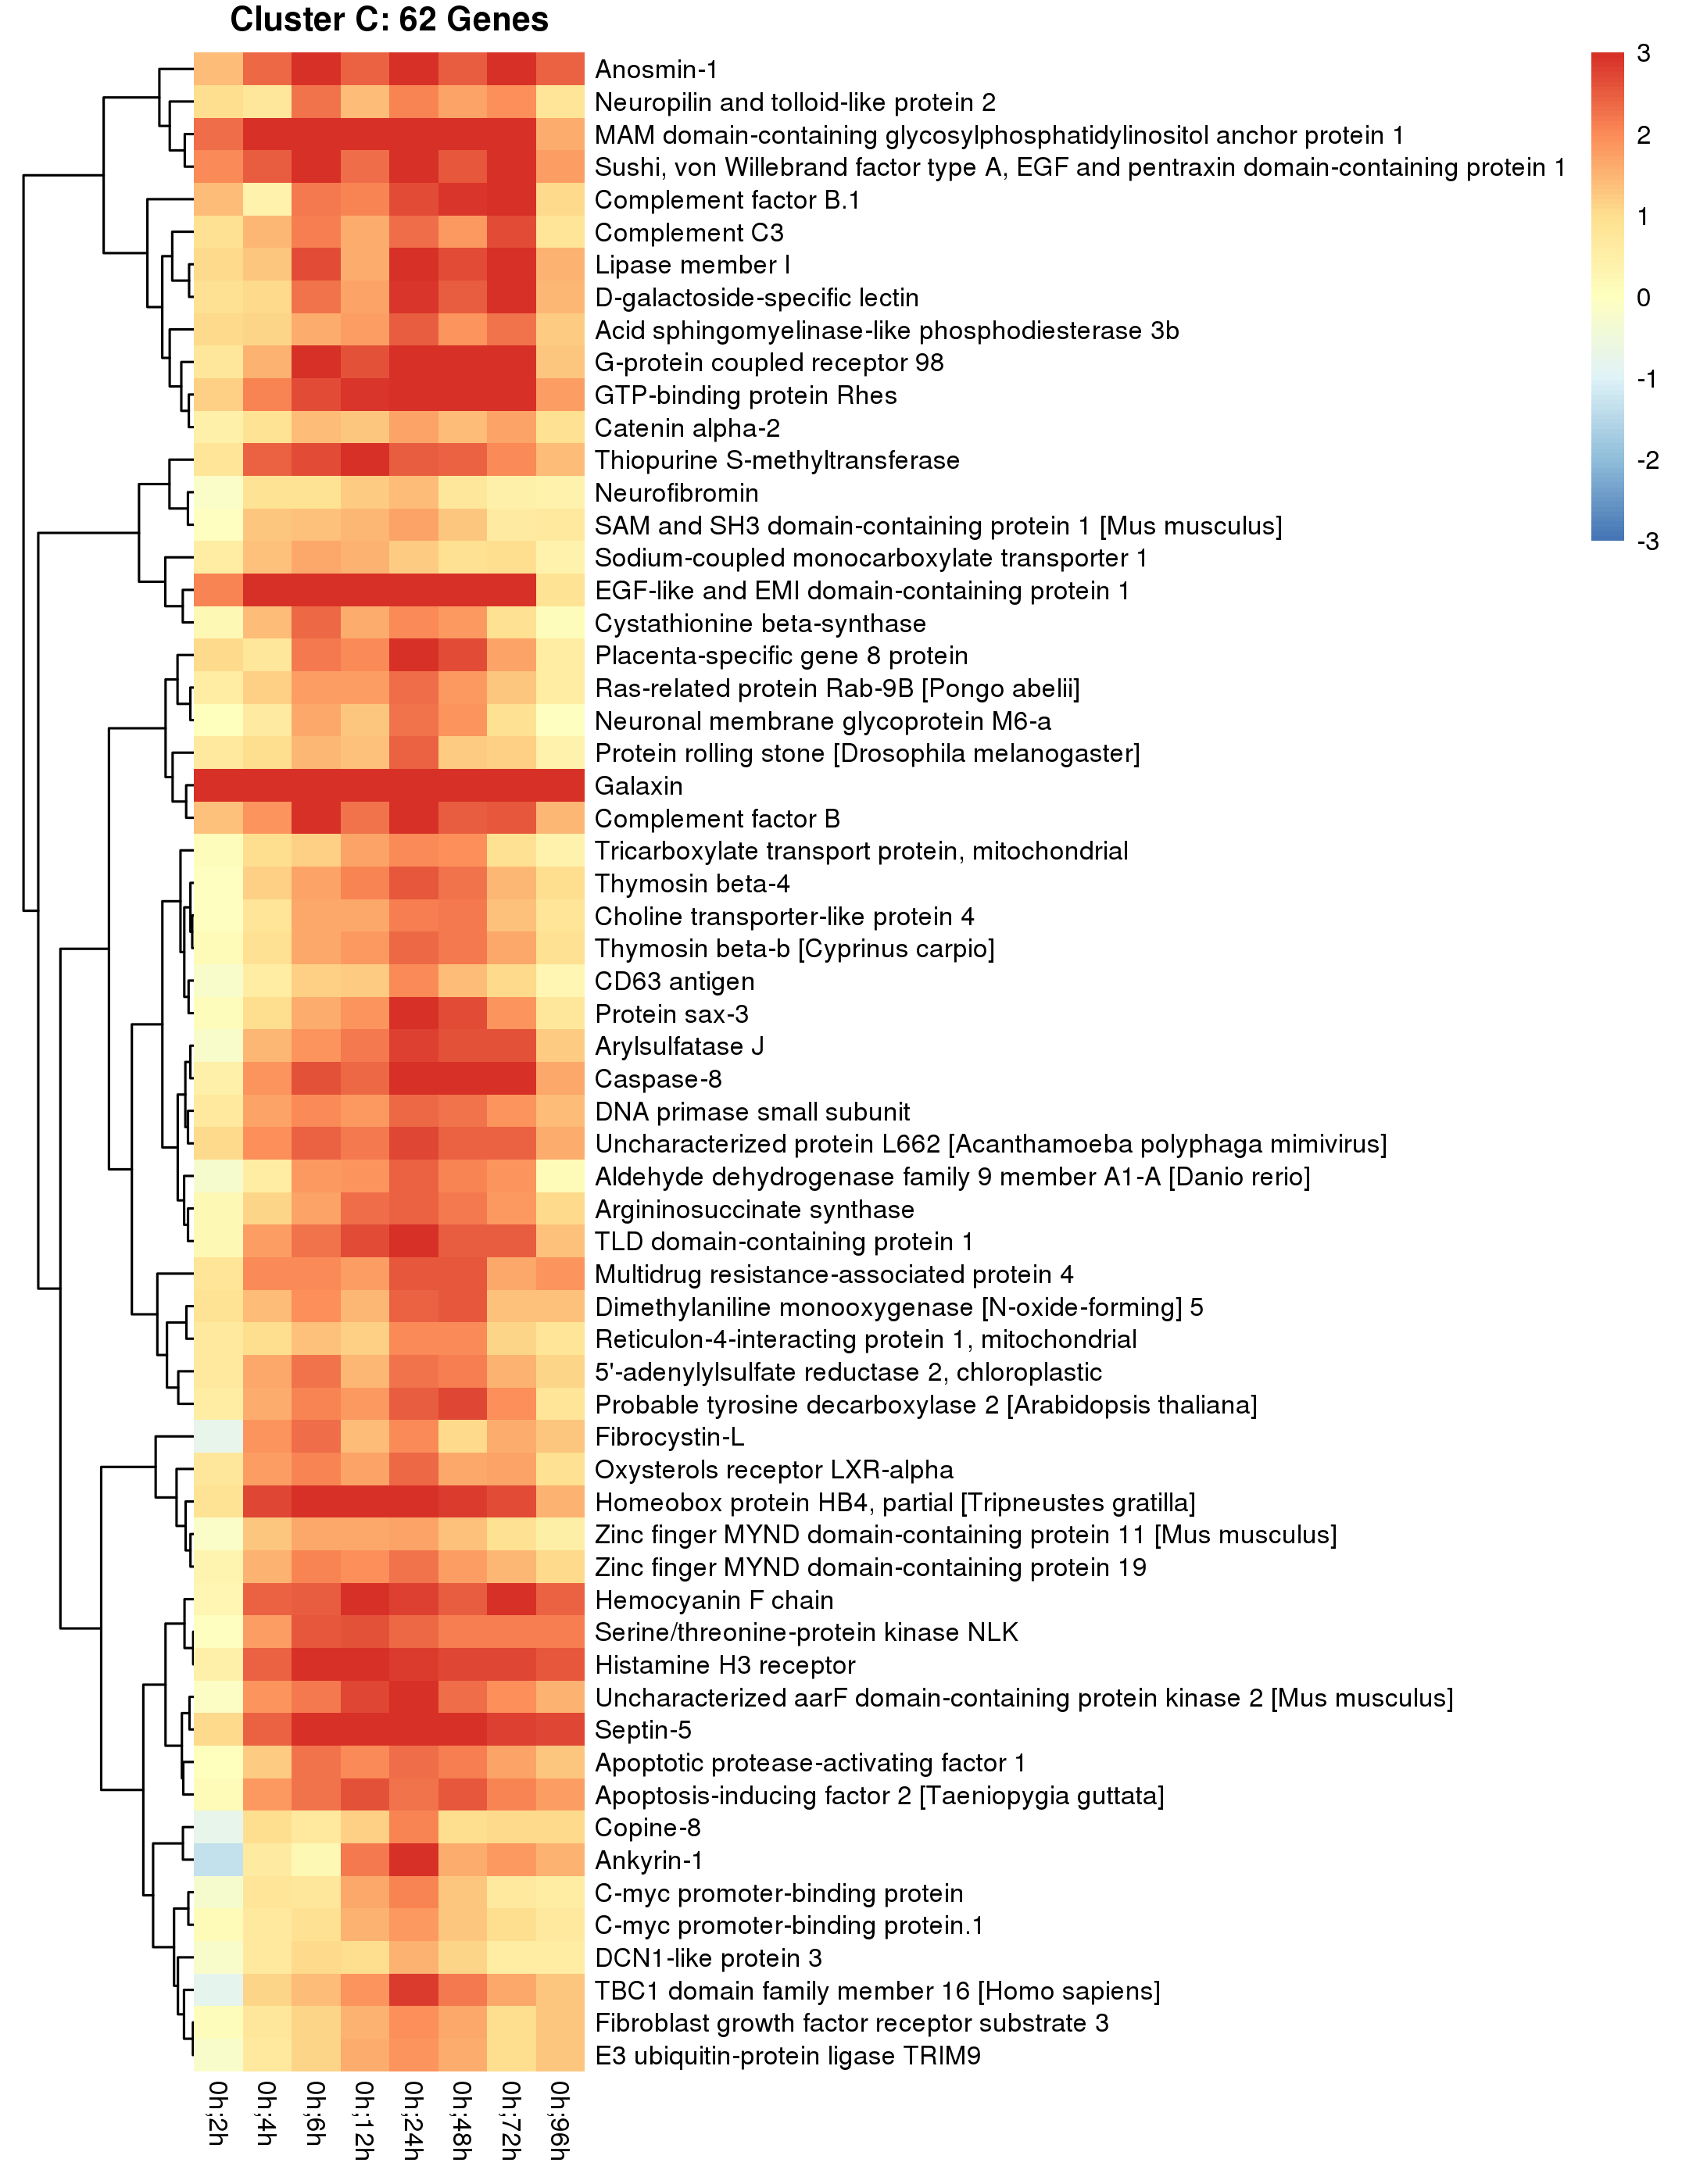 Cluster C: 62 Genes
Anosmin-1
Neuropilin and tolloid-like protein 2
MAM domain-containing glycosylphosphatidylinositol anchor protein 1
Sushi, von Willebrand factor type A, EGF and pentraxin domain-containing protein 1
Complement factor B.1
Complement C3
Lipase member I
D-galactoside-specific lectin
Acid sphingomyelinase-like phosphodiesterase 3b
G-protein coupled receptor 98
GTP-binding protein Rhes
Catenin alpha-2
Thiopurine S-methyltransferase
Neurofibromin
SAM and SH3 domain-containing protein 1 [Mus musculus]
Sodium-coupled monocarboxylate transporter 1
EGF-like and EMI domain-containing protein 1
Cystathionine beta-synthase
Placenta-specific gene 8 protein
Ras-related protein Rab-9B [Pongo abelii]
Neuronal membrane glycoprotein M6-a
Protein rolling stone [Drosophila melanogaster]
Galaxin
Complement factor B
Tricarboxylate transport protein, mitochondrial
Thymosin beta-4
Choline transporter-like protein 4
Thymosin beta-b [Cyprinus carpio]
CD63 antigen
Protein sax-3
Arylsulfatase J
Caspase-8
DNA primase small subunit
Uncharacterized protein L662 [Acanthamoeba polyphaga mimivirus]
Aldehyde dehydrogenase family 9 member A1-A [Danio rerio]
Argininosuccinate synthase
TLD domain-containing protein 1
Multidrug resistance-associated protein 4
Dimethylaniline monooxygenase [N-oxide-forming] 5
Reticulon-4-interacting protein 1, mitochondrial
5'-adenylylsulfate reductase 2, chloroplastic
Probable tyrosine decarboxylase 2 [Arabidopsis thaliana]
Fibrocystin-L
Oxysterols receptor LXR-alpha
Homeobox protein HB4, partial [Tripneustes gratilla]
Zinc finger MYND domain-containing protein 11 [Mus musculus]
Zinc finger MYND domain-containing protein 19
Hemocyanin F chain
Serine/threonine-protein kinase NLK
Histamine H3 receptor
Uncharacterized aarF domain-containing protein kinase 2 [Mus musculus]
Septin-5
Apoptotic protease-activating factor 1
Apoptosis-inducing factor 2 [Taeniopygia guttata]
Copine-8
Ankyrin-1
C-myc promoter-binding protein
C-myc promoter-binding protein.1
DCN1-like protein 3
TBC1 domain family member 16 [Homo sapiens]
Fibroblast growth factor receptor substrate 3
E3 ubiquitin-protein ligase TRIM9
0h;2h
0h;4h
0h;6h
0h;12h
0h;24h
0h;48h
0h;72h
0h;96h
3
2
1
0
-1
-2
-3